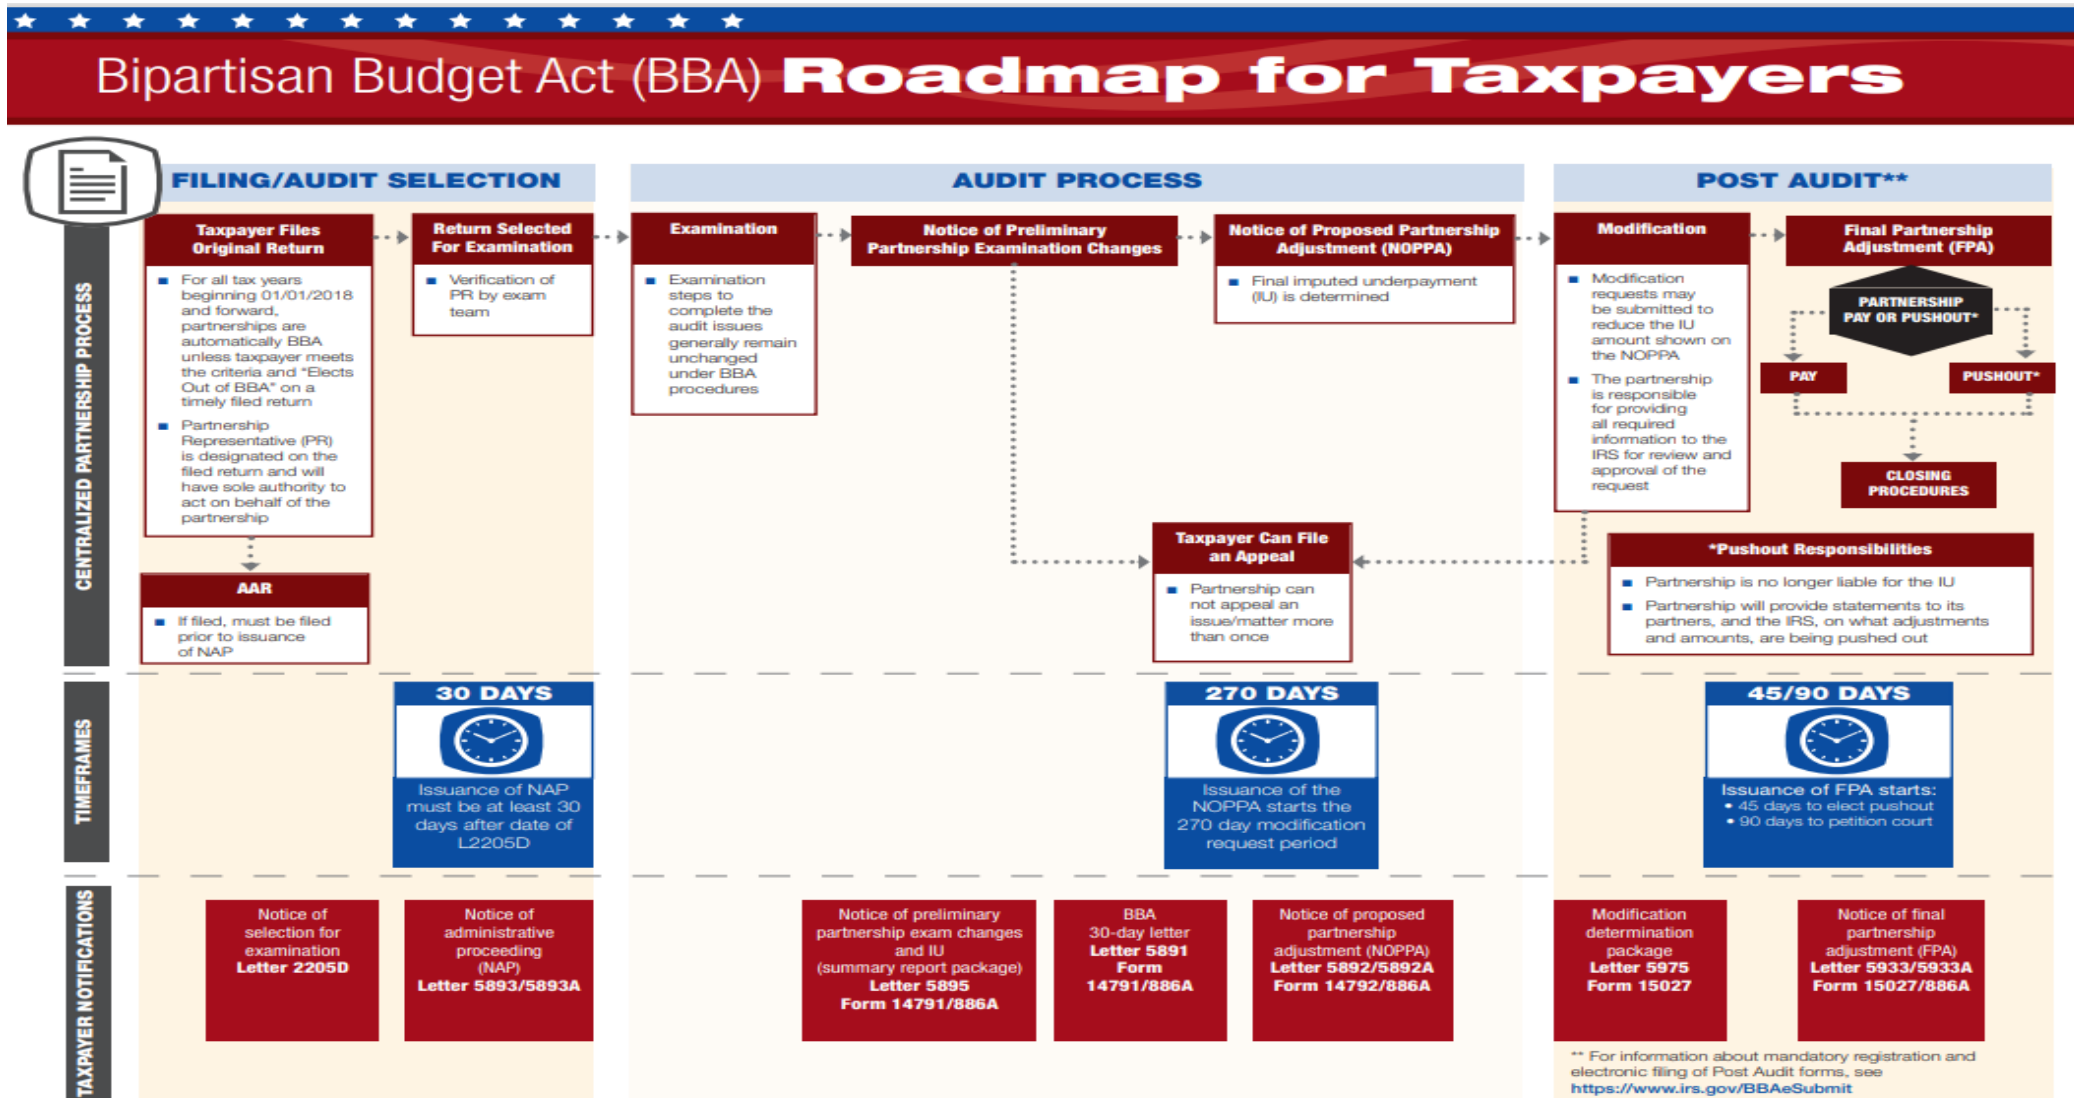 Bipartisan Budget Act (BBA) Roadmap for Taxpayers
FILING/AUDIT SELECTION
AUDIT PROCESS
POST AUDIT**
CENTRALIZED PARTNERSHIP PROCESS
Taxpayer Files
Original Return
■ For all tax years
beginning 01/01/2018
and forward,
partnerships are
automatically BBA
unless taxpayer meets
the criteria and "Elects
Out of BBA" on a
timely filed return
■ Partnership
Representative (PR)
is designated on the
filed return and will
have sole authority to
act on behalf of the
partnership
AAR
■ If filed, must be filed
prior to issuance
of NAP
Return Selected
For Examination
■ Verification of
PR by exam
team
Examination
■ Examination
steps to
complete the
audit issues
generally remain
unchanged
under BBA
procedures
Notice of Preliminary
Partnership Examination Changes
Notice of Proposed Partnership
Adjustment (NOPPA)
■ Final imputed underpayment
(IU) is determined
Taxpayer Can File
an Appeal
■ Partnership can
not appeal an
issue/matter more
than once
Modification
■ Modification
requests may
be submitted to
reduce the IU
amount shown on
the NOPPA
■ The partnership
is responsible
for providing
all required
information to the
IRS for review and
approval of the
request
Final Partnership
Adjustment (FPA)
PARTNERSHIP
PAY OR PUSHOUT*
PAY
PUSHOUT*
CLOSING
PROCEDURES
*Pushout Responsibilities
■ Partnership is no longer liable for the IU
■ Partnership will provide statements to its
partners, and the IRS, on what adjustments
and amounts, are being pushed out
TIMEFRAMES
30 DAYS
Issuance of NAP
must be at least 30
days after date of
L2205D
270 DAYS
Issuance of the
NOPPA starts the
270 day modification
request period
45/90 DAYS
Issuance of FPA starts:
• 45 days to elect pushout
• 90 days to petition court
TAXPAYER NOTIFICATIONS
Notice of
selection for
examination
Letter 2205D
Notice of
administrative
proceeding
(NAP)
Letter 5893/5893A
Notice of preliminary
partnership exam changes
and IU
(summary report package)
Letter 5895
Form 14791/886A
BBA
30-day letter
Letter 5891
Form
14791/886A
Notice of proposed
partnership
adjustment (NOPPA)
Letter 5892/5892A
Form 14792/886A
Modification
determination
package
Letter 5975
Form 15027
Notice of final
partnership
adjustment (FPA)
Letter 5933/5933A
Form 15027/886A
** For information about mandatory registration and
electronic filing of Post Audit forms, see
https://www.irs.gov/BBAeSubmit